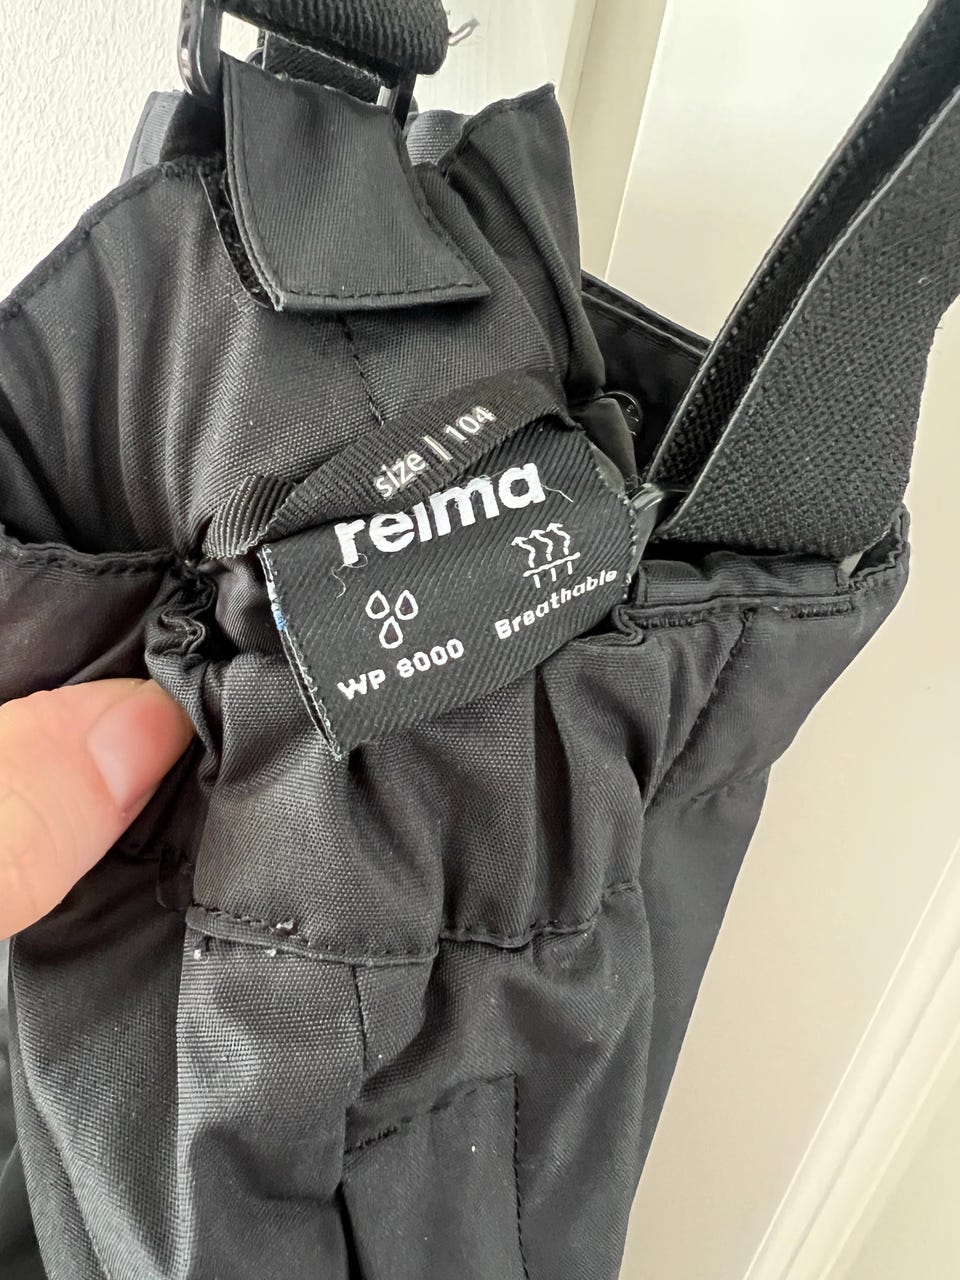 size | 104
reima
WP 8000
Breathable